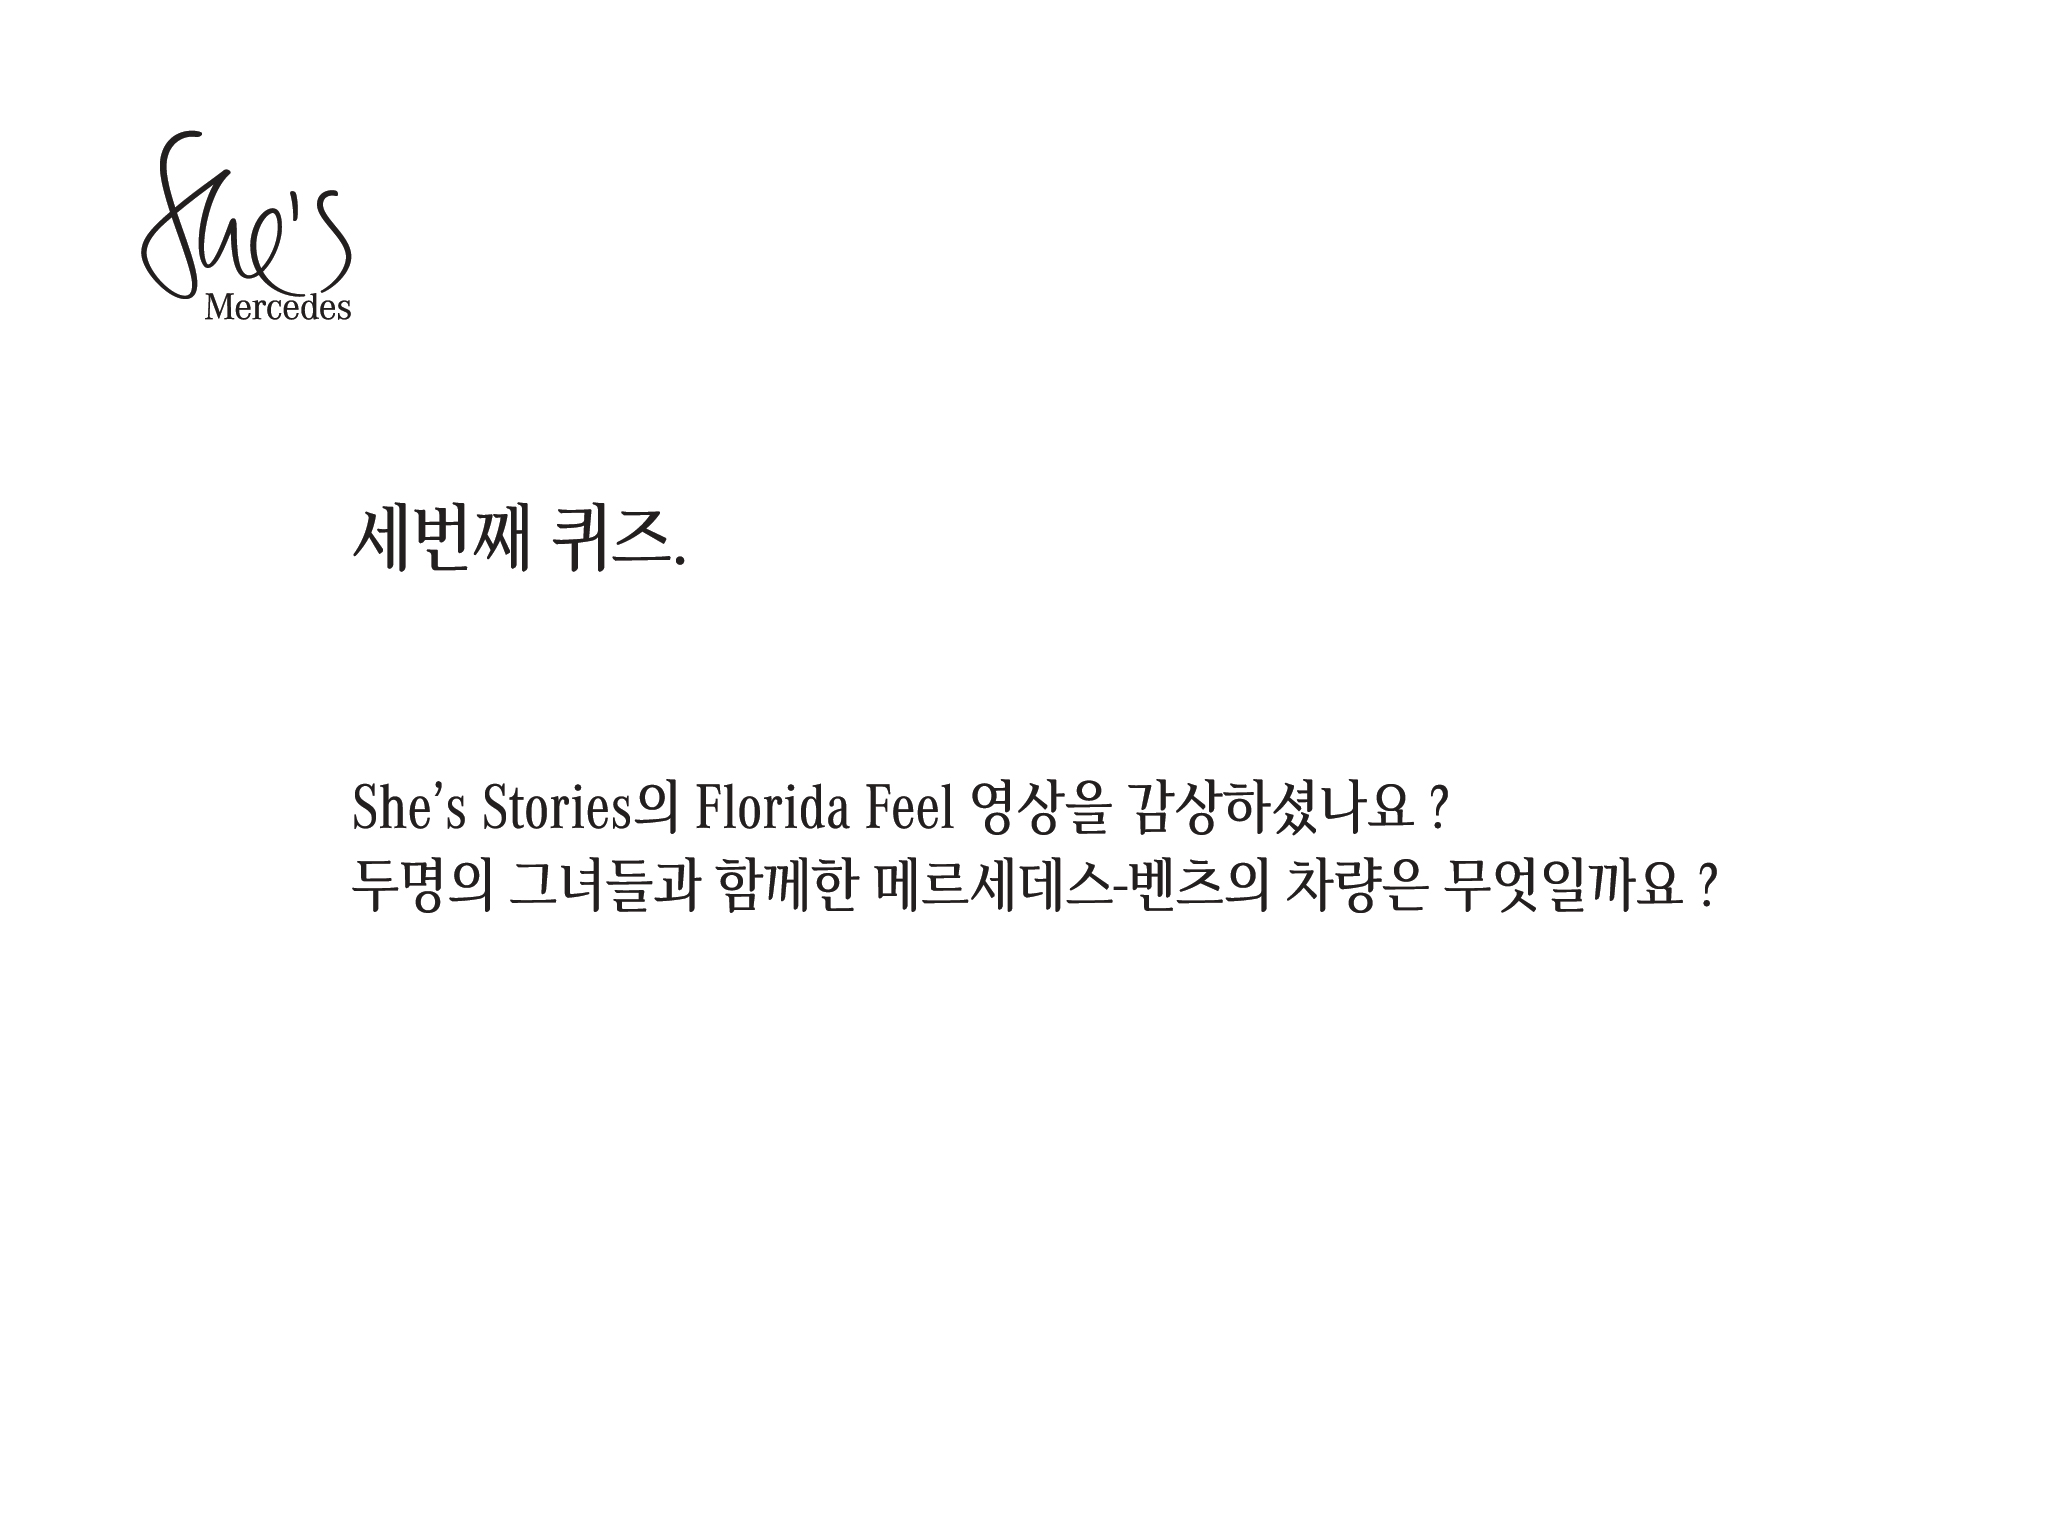 She's
Mercedes
세번째 퀴즈.
She’s Stories의 Florida Feel 영상을 감상하셨나요 ?
두명의 그녀들과 함께한 메르세데스-벤츠의 차량은 무엇일까요 ?